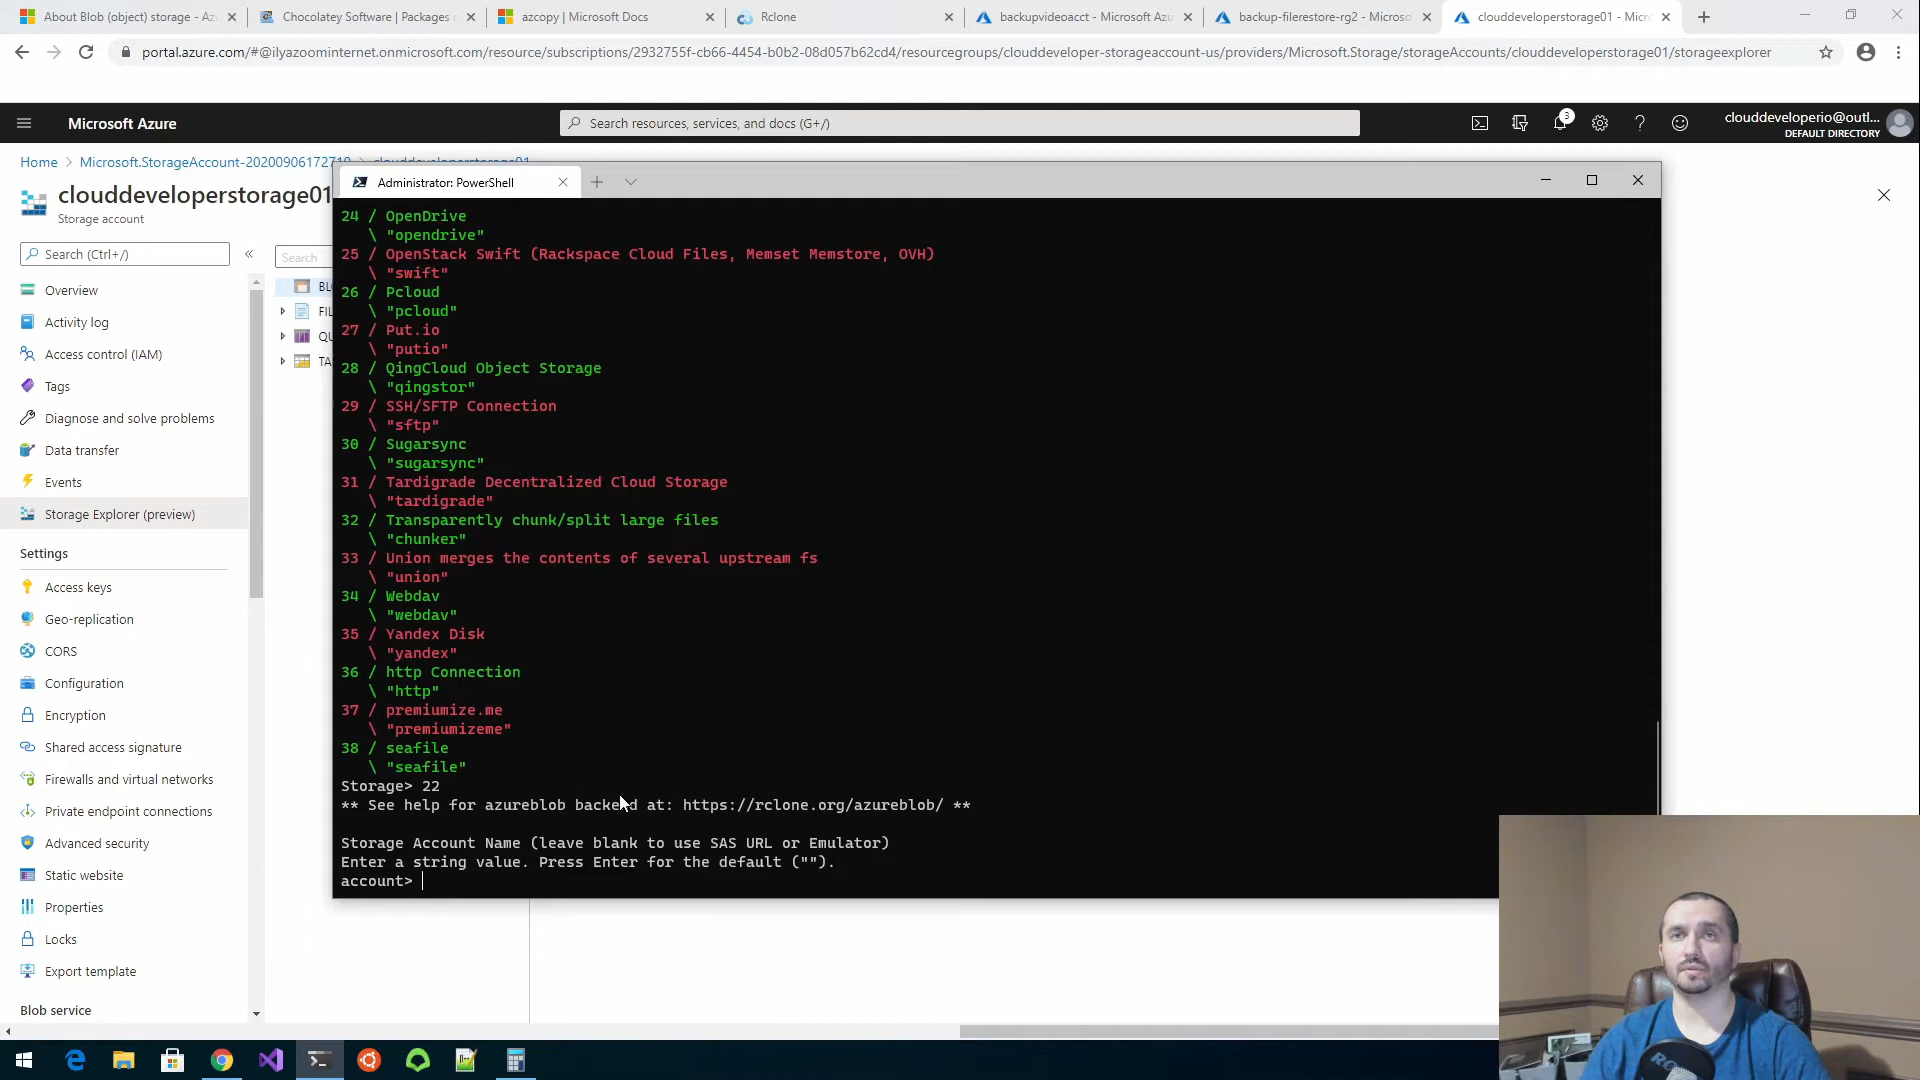 About Blob (object) storage - Az
Chocolatey Software | Packages
azcopy | Microsoft Docs
Rclone
backupvideoacct - Microsoft Azu
backup-filerestore-rg2 - Microso
clouddeveloperstorage01 - Micr
portal.azure.com/#@ilyazoominternet.onmicrosoft.com/resource/subscriptions/2932755f-cb66-4454-b0b2-08d057b62cd4/resourcegroups/clouddeveloper-storageaccount-us/providers/Microsoft.Storage/storageAccounts/clouddeveloperstorage01/storageexplorer
Microsoft Azure
Search resources, services, and docs (G+/)
3
clouddeveloperio@outl...
DEFAULT DIRECTORY
Home > Microsoft.StorageAccount-20200906172710 > clouddeveloperstorage01
clouddeveloperstorage01
Storage account
Search (Ctrl+/)
«
Overview
Activity log
Access control (IAM)
Tags
Diagnose and solve problems
Data transfer
Events
Storage Explorer (preview)
Settings
Access keys
Geo-replication
CORS
Configuration
Encryption
Shared access signature
Firewalls and virtual networks
Private endpoint connections
Advanced security
Static website
Properties
Locks
Export template
Blob service
Search
BL
FIL
QU
TA
Administrator: PowerShell
24 / OpenDrive
\ "opendrive"
25 / OpenStack Swift (Rackspace Cloud Files, Memset Memstore, OVH)
\ "swift"
26 / Pcloud
\ "pcloud"
27 / Put.io
\ "putio"
28 / QingCloud Object Storage
\ "qingstor"
29 / SSH/SFTP Connection
\ "sftp"
30 / Sugarsync
\ "sugarsync"
31 / Tardigrade Decentralized Cloud Storage
\ "tardigrade"
32 / Transparently chunk/split large files
\ "chunker"
33 / Union merges the contents of several upstream fs
\ "union"
34 / Webdav
\ "webdav"
35 / Yandex Disk
\ "yandex"
36 / http Connection
\ "http"
37 / premiumize.me
\ "premiumizeme"
38 / seafile
\ "seafile"
Storage> 22
** See help for azureblob backend at: https://rclone.org/azureblob/ **
Storage Account Name (leave blank to use SAS URL or Emulator)
Enter a string value. Press Enter for the default ("").
account>